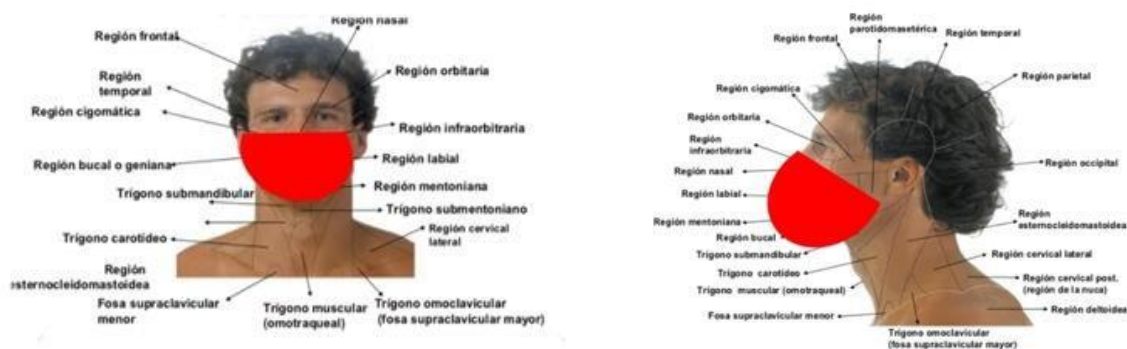 Región nasal
Región frontal
Región orbitaria
Región
temporal
Región cigomática
Región infraorbitraria
Región bucal o geniana
Región labial
Región mentoniana
Trígono submandibular
Trígono submentoniano
Región cervical
lateral
Trígono carotídeo
Región
esternocleidomastoidea
Fosa supraclavicular
menor
Trígono muscular
(omotraqueal)
Trígono omoclavicular
(fosa supraclavicular mayor)
Región
parotidomasetérica
Región frontal
Región temporal
Región parietal
Región cigomática
Región orbitaria
Región
infraorbitraria
Región nasal
Región occipital
Región labial
Región mentoniana
Región bucal
Región
esternocleidomastoidea
Trígono submandibular
Región cervical lateral
Trígono carotídeo
Región cervical post.
(región de la nuca)
Trígono muscular (omotraqueal)
Fosa supraclavicular menor
Región deltoidea
Trígono omoclavicular
(fosa supraclavicular mayor)